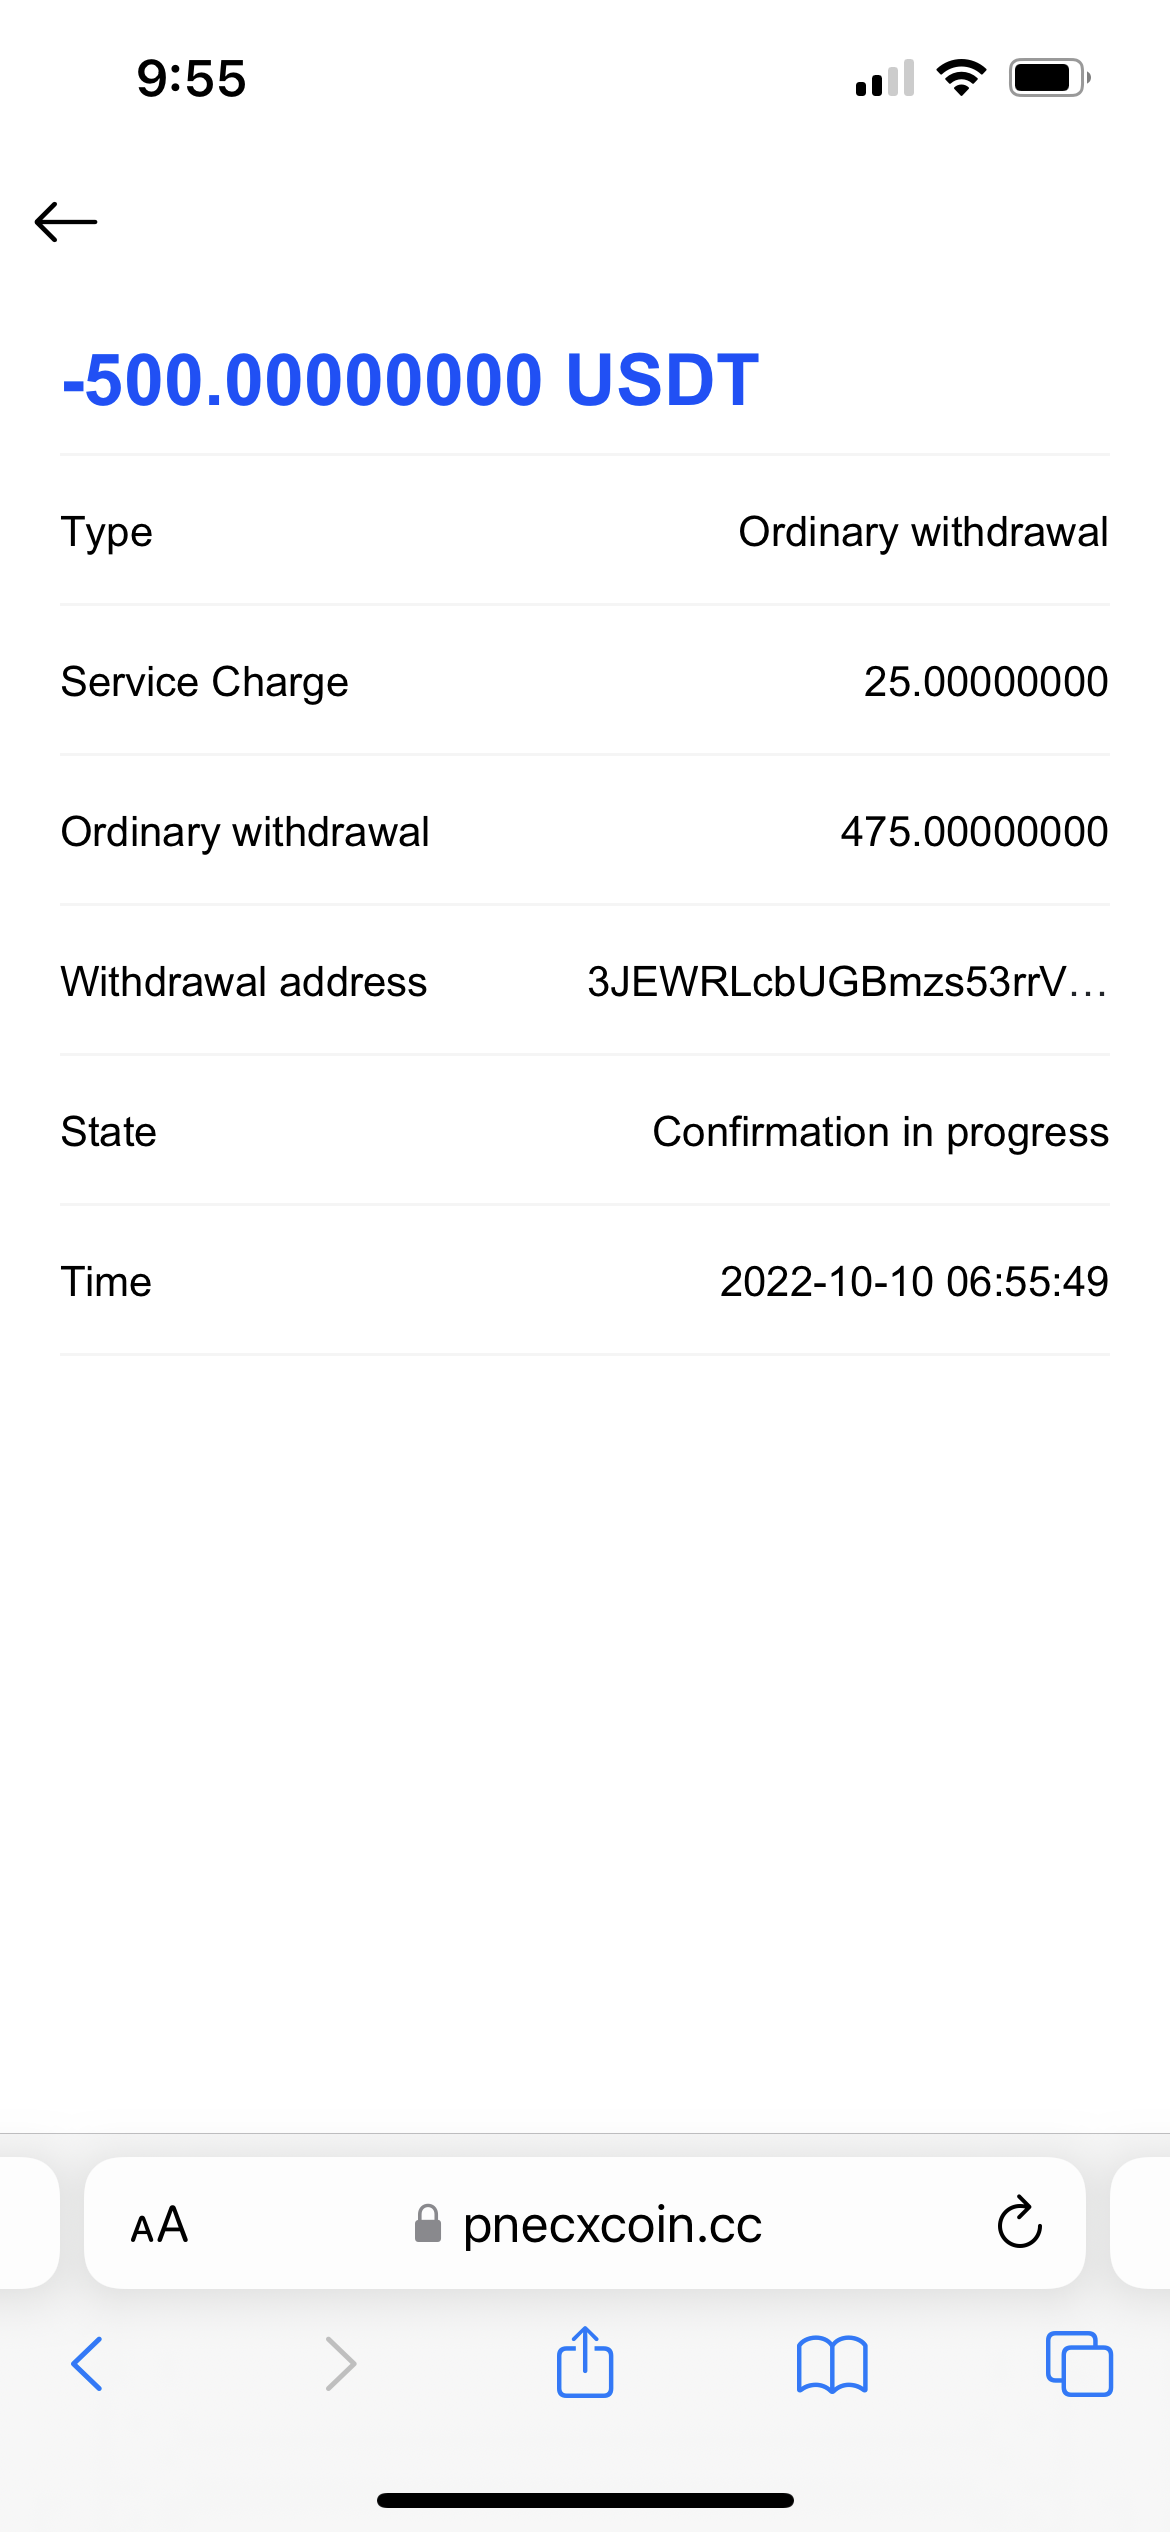 9:55
-500.00000000 USDT
Type Ordinary withdrawal
Service Charge 25.00000000
Ordinary withdrawal 475.00000000
Withdrawal address 3JEWRLcbUGBmzs53rrV...
State Confirmation in progress
Time 2022-10-10 06:55:49
AA pnecxcoin.cc